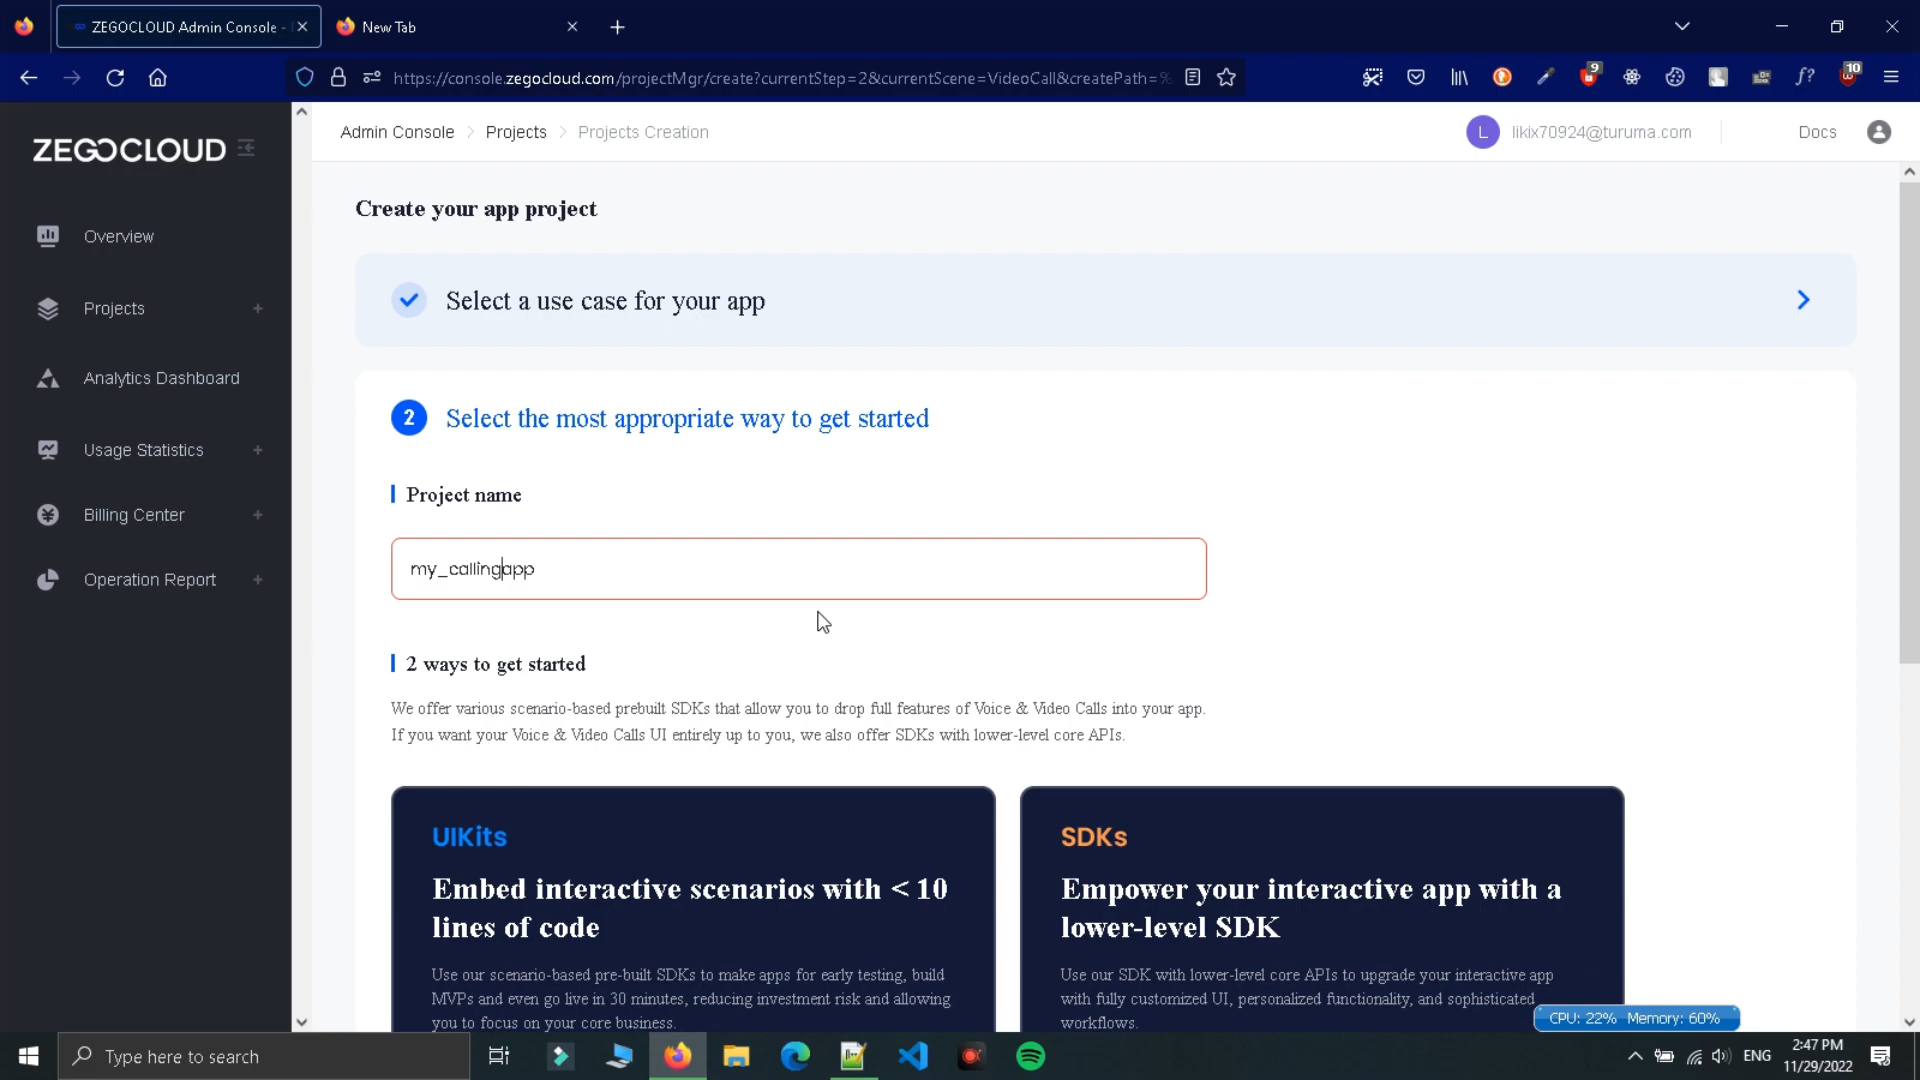 ZEGOCLOUD Admin Console -
New Tab
https://console.zegocloud.com/projectMgr/create?currentStep=2&currentScene=VideoCall&createPath=%
9
f?
10
ZEGOCLOUD
Admin Console > Projects > Projects Creation
L likix70924@turuma.com
Docs
Overview
Projects +
Analytics Dashboard
Usage Statistics +
Billing Center +
Operation Report +
Create your app project
Select a use case for your app
2 Select the most appropriate way to get started
Project name
my_callingapp
2 ways to get started
We offer various scenario-based prebuilt SDKs that allow you to drop full features of Voice & Video Calls into your app.
If you want your Voice & Video Calls UI entirely up to you, we also offer SDKs with lower-level core APIs.
UIKits
Embed interactive scenarios with < 10
lines of code
Use our scenario-based pre-built SDKs to make apps for early testing, build
MVPs and even go live in 30 minutes, reducing investment risk and allowing
you to focus on your core business.
SDKs
Empower your interactive app with a
lower-level SDK
Use our SDK with lower-level core APIs to upgrade your interactive app
with fully customized UI, personalized functionality, and sophisticated
workflows.
CPU: 22% Memory: 60%
Type here to search
ENG
2:47 PM
11/29/2022